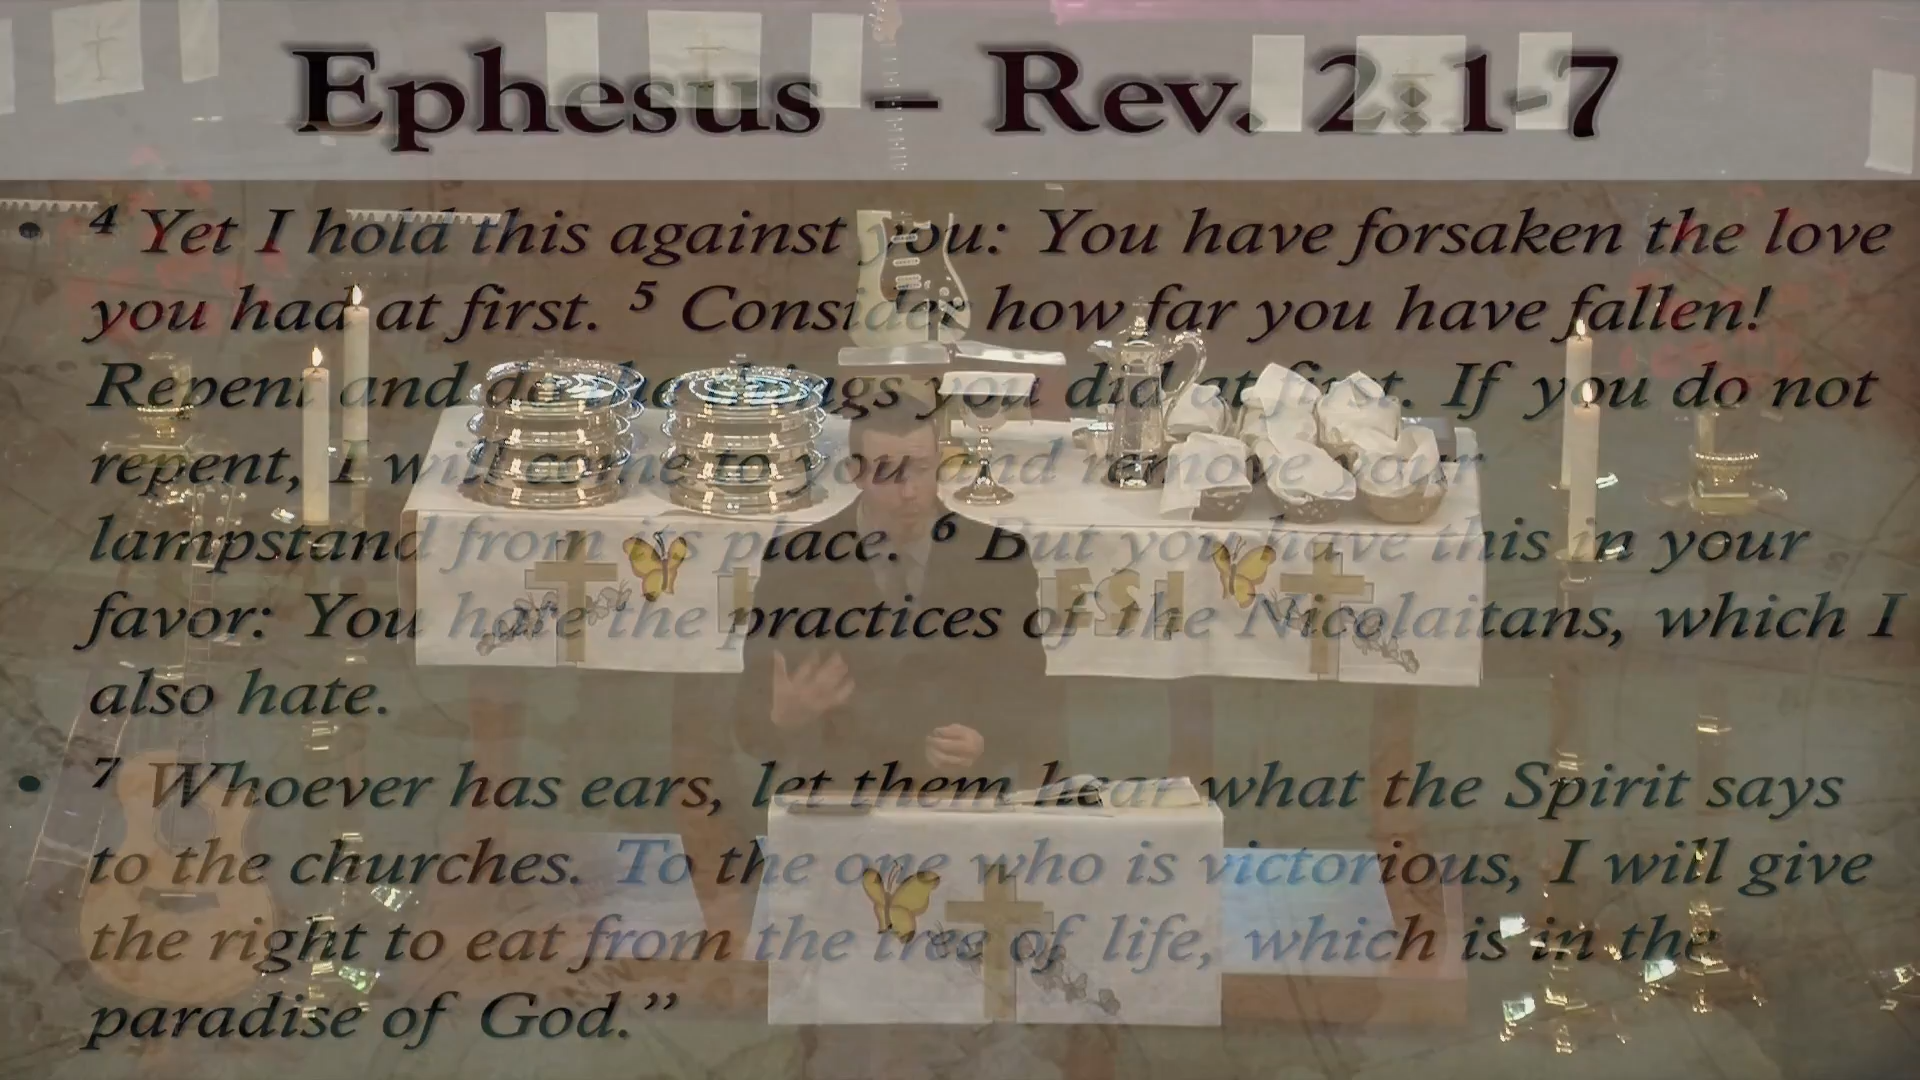 Ephesus – Rev. 2:1-7
• 4 Yet I hold this against you: You have forsaken the love
you had at first. 5 Consider how far you have fallen!
Repent and do the things you did at first. If you do not
repent, I will come to you and remove your
lampstand from its place. 6 But you have this in your
favor: You hate the practices of the Nicolaitans, which I
also hate.
• 7 Whoever has ears, let them hear what the Spirit says
to the churches. To the one who is victorious, I will give
the right to eat from the tree of life, which is in the
paradise of God.”